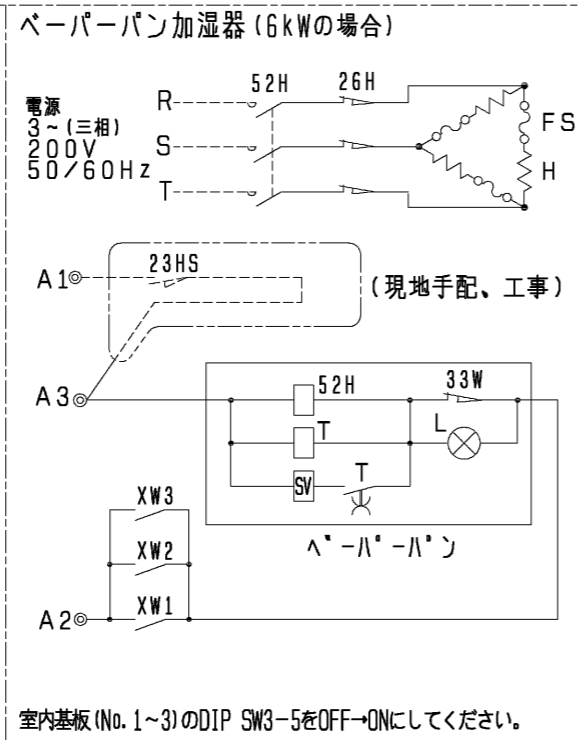 ベーパーパン加湿器(6kWの場合)
電源
3~(三相)
200V
50/60Hz
R
S
T
52H
26H
FS
H
A1
23HS
(現地手配、工事)
A3
52H
33W
T
L
SV
T
ベーパーパン
XW3
XW2
XW1
A2
室内基板(No.1~3)のDIP SW3-5をOFF→ONにしてください。